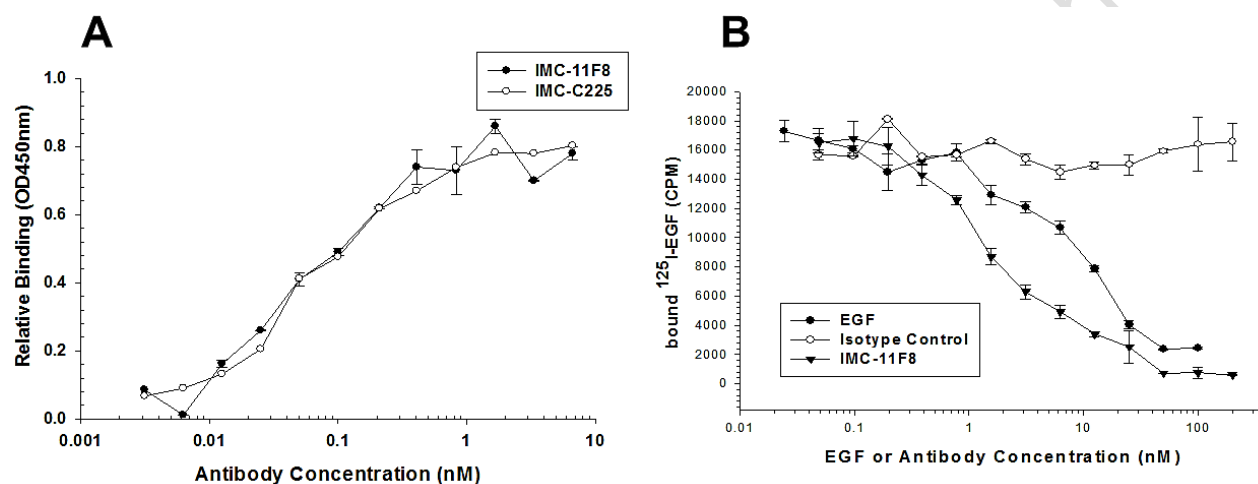 A
IMC-11F8
IMC-C225
Relative Binding (OD450nm)
1.0
0.8
0.6
0.4
0.2
0.0
0.001
0.01
0.1
1
10
Antibody Concentration (nM)
B
bound 125I-EGF (CPM)
20000
18000
16000
14000
12000
10000
8000
6000
4000
2000
0
EGF
Isotype Control
IMC-11F8
0.01
0.1
1
10
100
EGF or Antibody Concentration (nM)